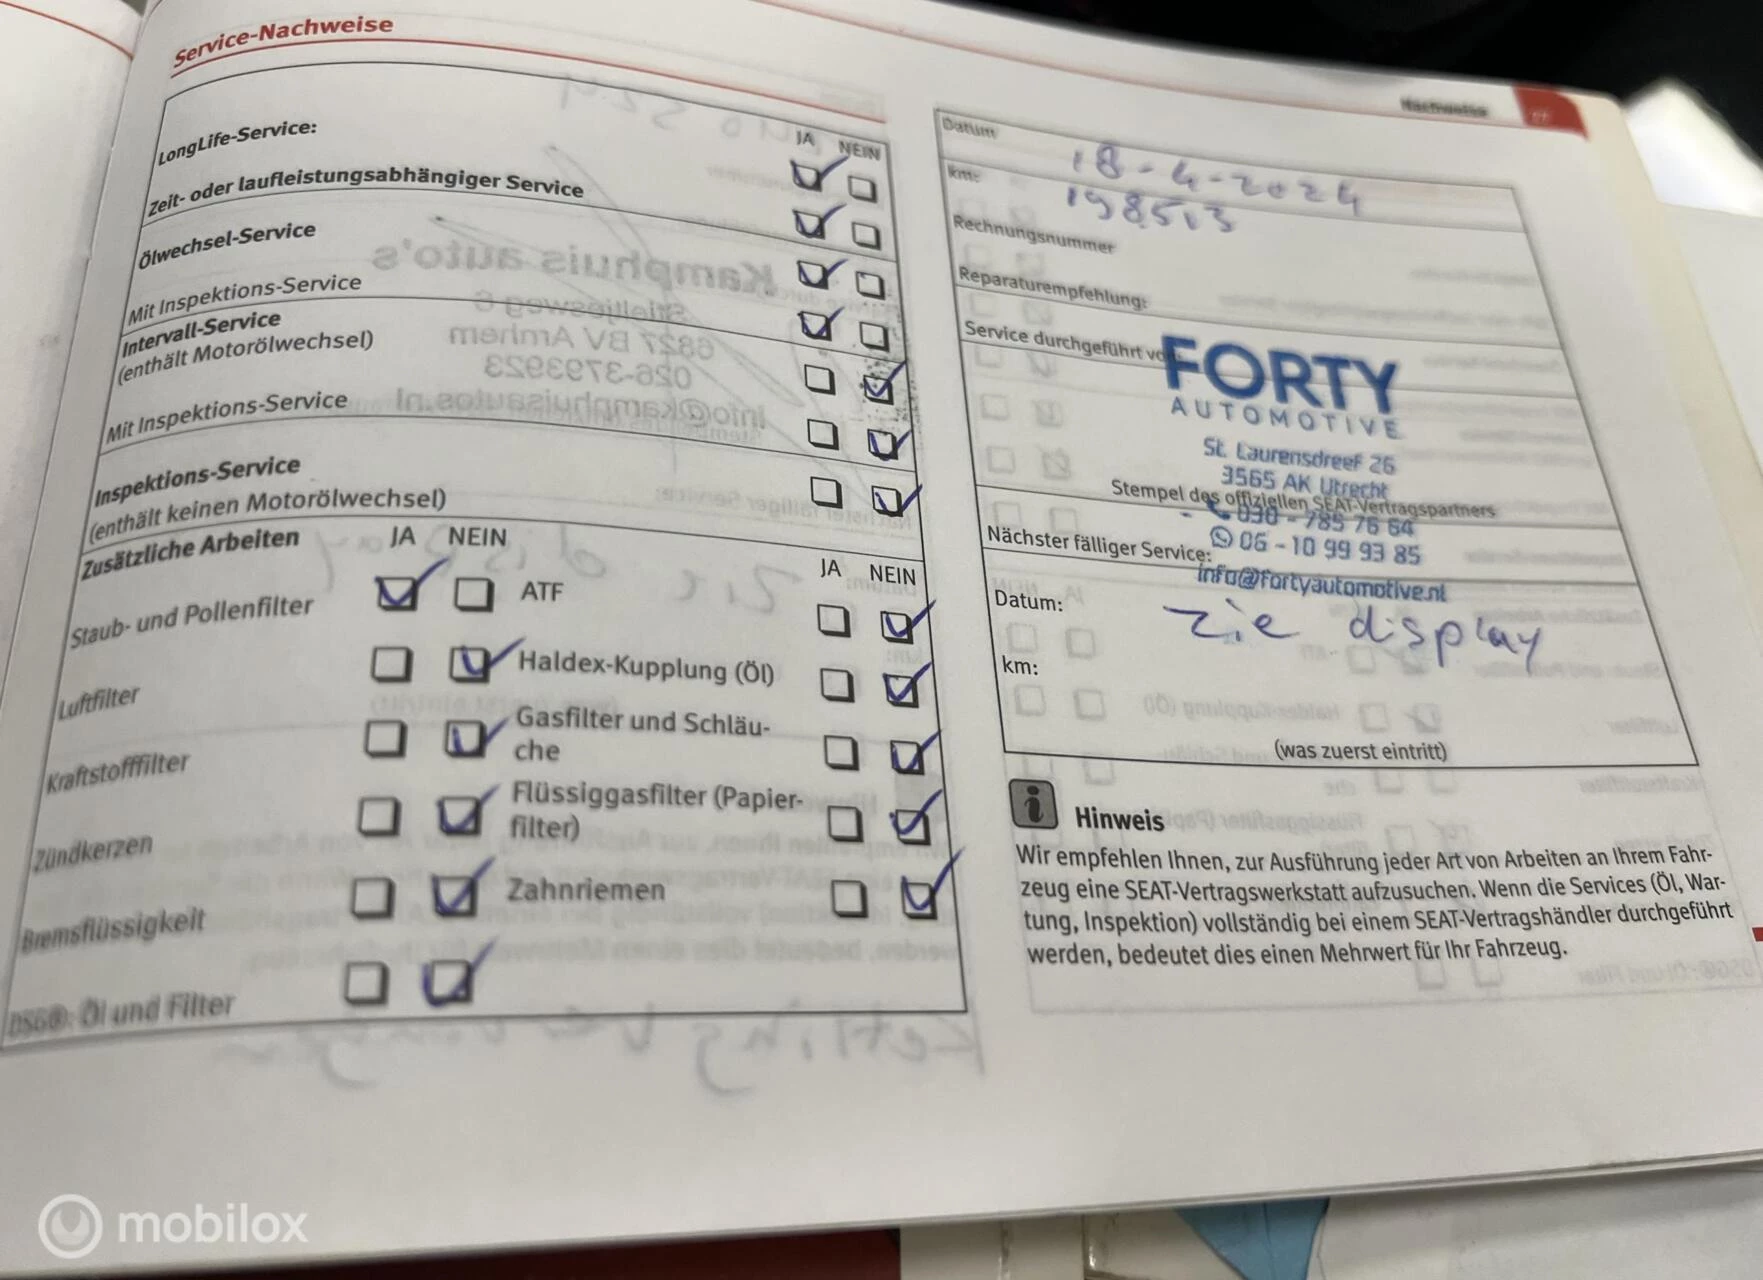 Service-Nachweise
JA NEIN
LongLife-Service:
Zeit- oder laufleistungsabhängiger Service
Ölwechsel-Service
Mit Inspektions-Service
Intervall-Service
(enthält Motorölwechsel)
Mit Inspektions-Service
Inspektions-Service
(enthält keinen Motorölwechsel)
Zusätzliche Arbeiten JA NEIN
JA NEIN
Staub- und Pollenfilter
ATF
Luftfilter
Haldex-Kupplung (Öl)
Kraftstofffilter
Gasfilter und Schläu-
che
Zündkerzen
Flüssiggasfilter (Papier-
filter)
Bremsflüssigkeit
Zahnriemen
DSG®: Öl und Filter
Nachweise
Datum
18-4-2024
km:
198513
Rechnungsnummer
Reparaturempfehlung:
Service durchgeführt von:
FORTY
AUTOMOTIVE
St. Laurensdreef 26
3565 AK Utrecht
Stempel des offiziellen SEAT-Vertragspartners
030 - 785 76 64
06 - 10 99 93 85
info@fortyautomotive.nl
Nächster fälliger Service:
Datum:
zie display
km:
(was zuerst eintritt)
i Hinweis
Wir empfehlen Ihnen, zur Ausführung jeder Art von Arbeiten an Ihrem Fahr-
zeug eine SEAT-Vertragswerkstatt aufzusuchen. Wenn die Services (Öl, War-
tung, Inspektion) vollständig bei einem SEAT-Vertragshändler durchgeführt
werden, bedeutet dies einen Mehrwert für Ihr Fahrzeug.
mobilox